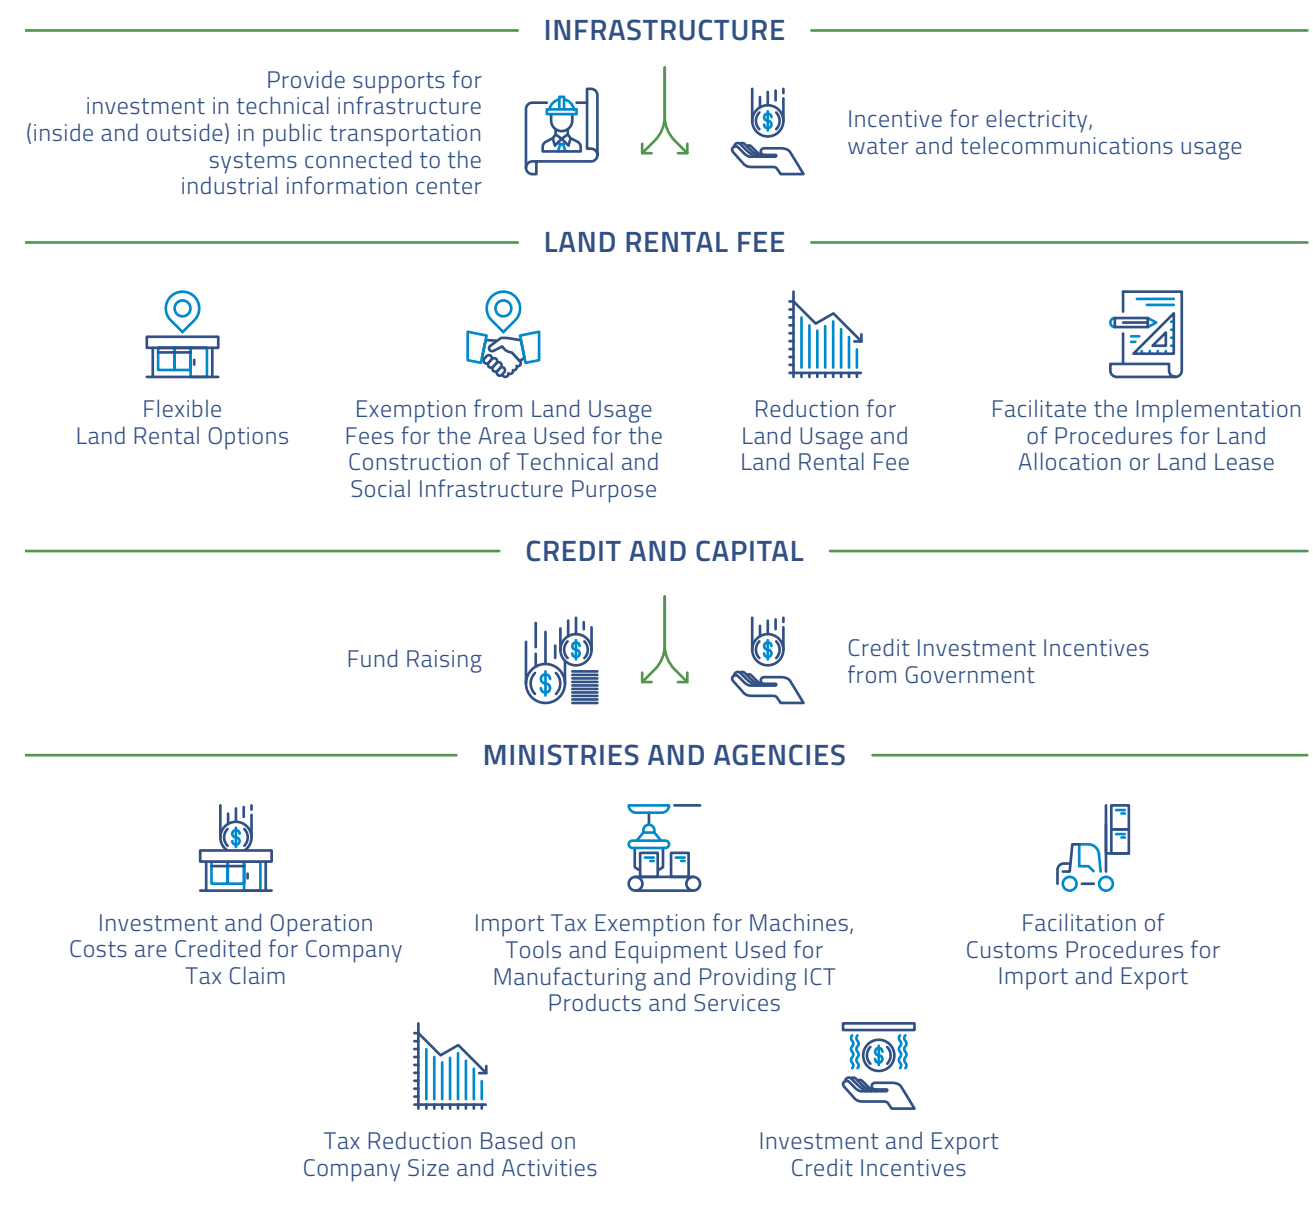 INFRASTRUCTURE
Provide supports for
investment in technical infrastructure
(inside and outside) in public transportation
systems connected to the
industrial information center
Incentive for electricity,
water and telecommunications usage
LAND RENTAL FEE
Flexible
Land Rental Options
Exemption from Land Usage
Fees for the Area Used for the
Construction of Technical and
Social Infrastructure Purpose
Reduction for
Land Usage and
Land Rental Fee
Facilitate the Implementation
of Procedures for Land
Allocation or Land Lease
CREDIT AND CAPITAL
Fund Raising
Credit Investment Incentives
from Government
MINISTRIES AND AGENCIES
Investment and Operation
Costs are Credited for Company
Tax Claim
Import Tax Exemption for Machines,
Tools and Equipment Used for
Manufacturing and Providing ICT
Products and Services
Facilitation of
Customs Procedures for
Import and Export
Tax Reduction Based on
Company Size and Activities
Investment and Export
Credit Incentives